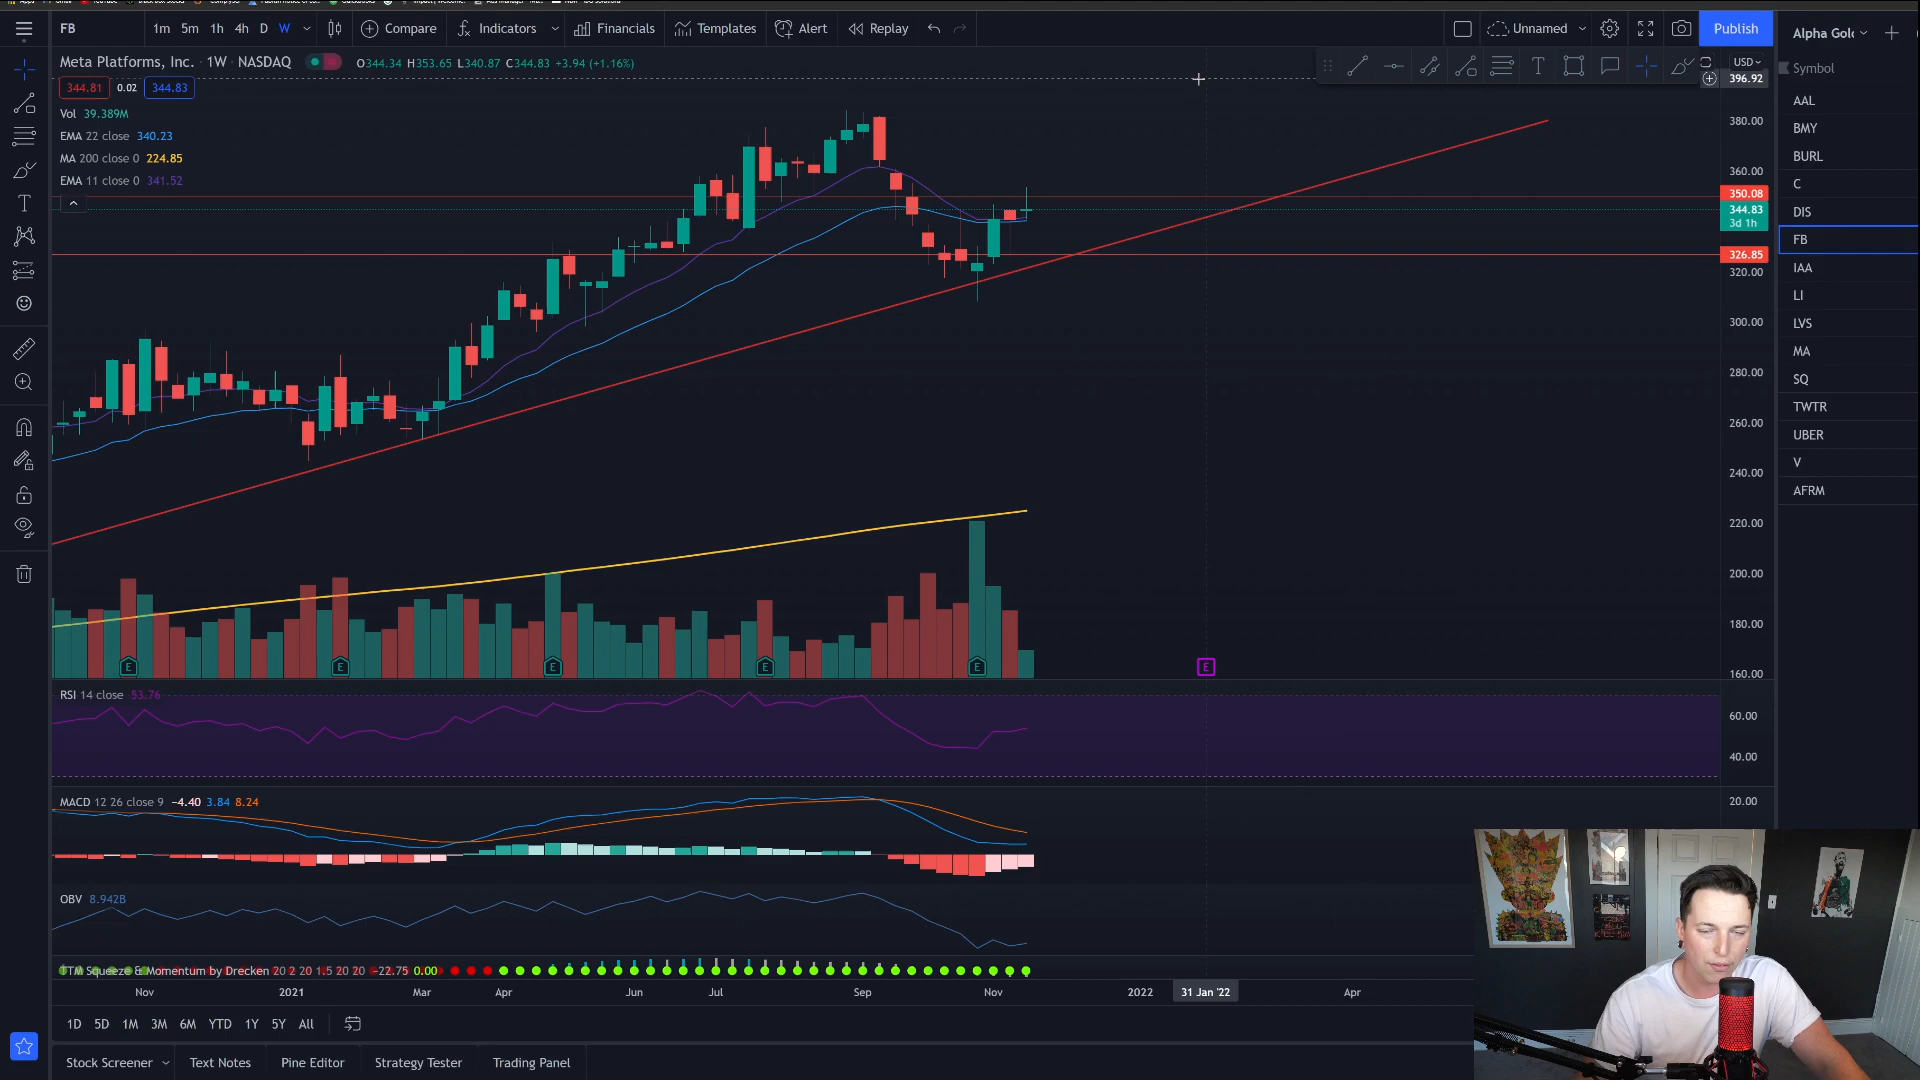 FB 1m 5m 1h 4h D W Compare Indicators Financials Templates Alert Replay Unnamed Publish Alpha Gold
Meta Platforms, Inc. · 1W · NASDAQ O344.34 H353.65 L340.87 C344.83 +3.94 (+1.16%) T USD
344.81 0.02 344.83
Vol 39.389M
EMA 22 close 340.23
MA 200 close 0 224.85
EMA 11 close 0 341.52
396.92
380.00
360.00
350.08
344.83
3d 1h
326.85
320.00
300.00
280.00
260.00
240.00
220.00
200.00
180.00
160.00
E E E E E E
Symbol
AAL
BMY
BURL
C
DIS
FB
IAA
LI
LVS
MA
SQ
TWTR
UBER
V
AFRM
RSI 14 close 53.76
60.00
40.00
MACD 12 26 close 9 −4.40 3.84 8.24
20.00
OBV 8.942B
TTM Squeeze & Momentum by Drecken 20 2 20 1.5 20 20 −22.75 0.00
Nov 2021 Mar Apr Jun Jul Sep Nov 2022 31 Jan '22 Apr
1D 5D 1M 3M 6M YTD 1Y 5Y All
Stock Screener Text Notes Pine Editor Strategy Tester Trading Panel